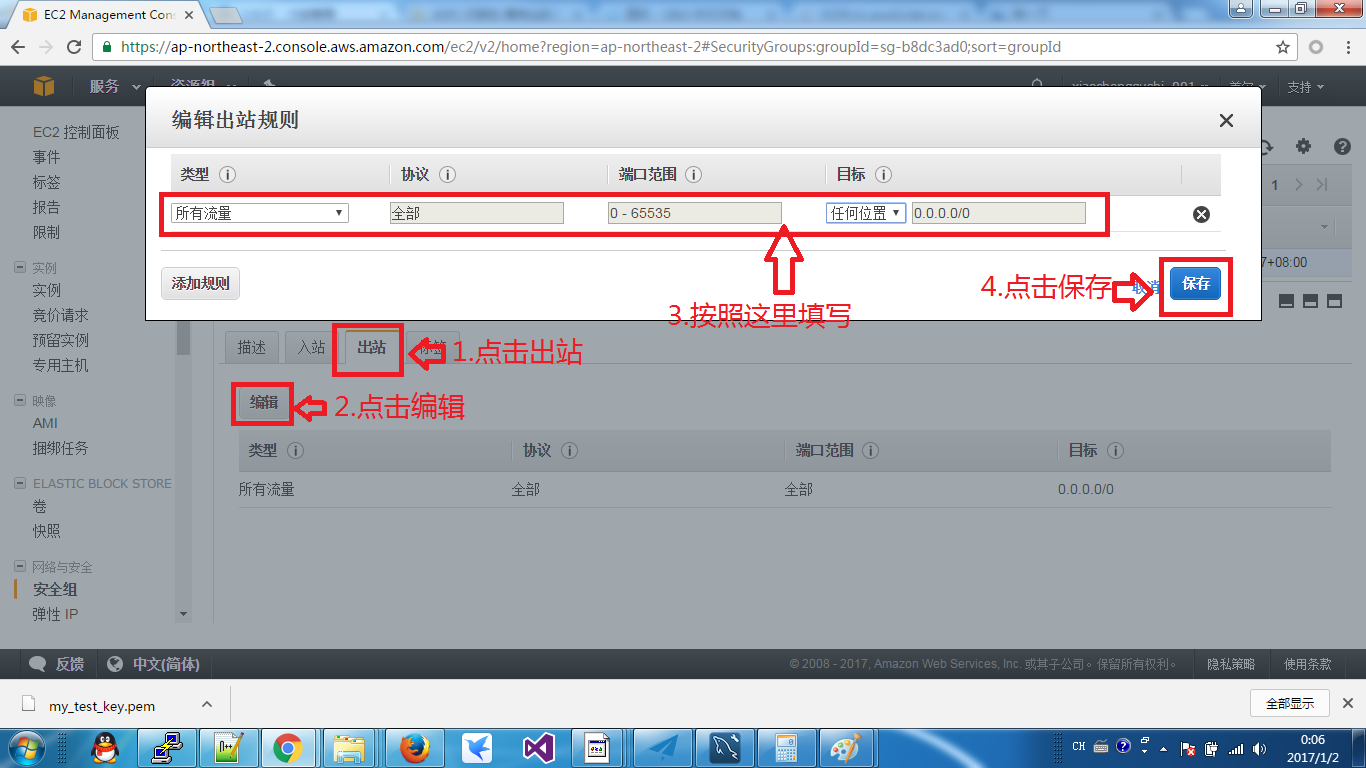 EC2 Management Cons
https://ap-northeast-2.console.aws.amazon.com/ec2/v2/home?region=ap-northeast-2#SecurityGroups:groupId=sg-b8dc3ad0;sort=groupId
服务 资源组 首尔 支持
编辑出站规则
类型 协议 端口范围 目标
所有流量 全部 0 - 65535 任何位置 0.0.0.0/0
添加规则
取消 保存
3.按照这里填写
4.点击保存
EC2 控制面板
事件
标签
报告
限制
实例
实例
竞价请求
预留实例
专用主机
映像
AMI
捆绑任务
ELASTIC BLOCK STORE
卷
快照
网络与安全
安全组
弹性 IP
1
7+08:00
描述 入站 出站 标签
1.点击出站
编辑
2.点击编辑
类型 协议 端口范围 目标
所有流量 全部 全部 0.0.0.0/0
反馈 中文(简体)
© 2008 - 2017, Amazon Web Services, Inc. 或其子公司。保留所有权利。 隐私策略 使用条款
my_test_key.pem
全部显示
CH
0:06
2017/1/2